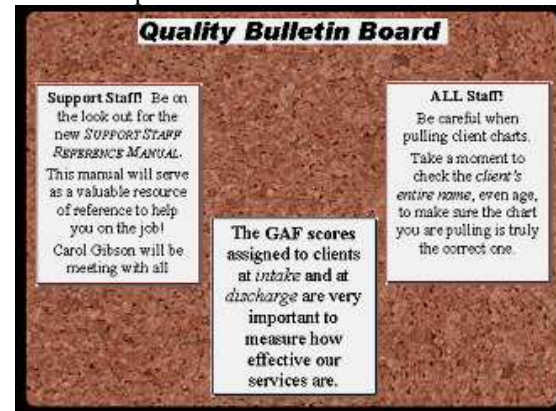 Quality Bulletin Board
Support Staff! Be on
the look out for the
new SUPPORT STAFF
REFERENCE MANUAL.
This manual will serve
as a valuable resource
of reference to help
you on the job!
Carol Gibson will be
meeting with all
The GAF scores
assigned to clients
at intake and at
discharge are very
important to
measure how
effective our
services are.
ALL Staff!
Be careful when
pulling client charts.
Take a moment to
check the client's
entire name, even age,
to make sure the chart
you are pulling is truly
the correct one.